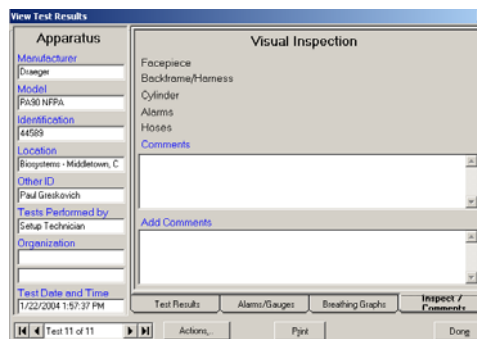 View Test Results
Apparatus
Manufacturer
Draeger
Model
PA90 NFPA
Identification
44589
Location
Biosystems - Middletown, C
Other ID
Paul Greskovich
Tests Performed by
Setup Technician
Organization
Test Date and Time
1/22/2004 1:57:37 PM
Visual Inspection
Facepiece
Backframe/Harness
Cylinder
Alarms
Hoses
Comments
Add Comments
Test Results
Alarms/Gauges
Breathing Graphs
Inspect /
Comments
Test 11 of 11
Actions,..
Print
Done